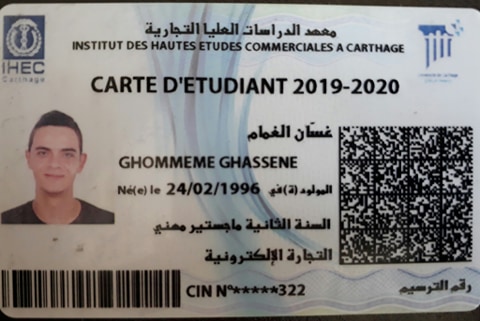 معهد الدراسات العليا التجارية
INSTITUT DES HAUTES ETUDES COMMERCIALES A CARTHAGE
IHEC
Carthage
CARTE D'ETUDIANT 2019-2020
غسّان الغمام
GHOMMEME GHASSENE
Né(e) le 24/02/1996 المولود (ة) في
السنة الثانية ماجستير مهني
التجارة الإلكترونية
CIN N°*****322
رقم الترسيم